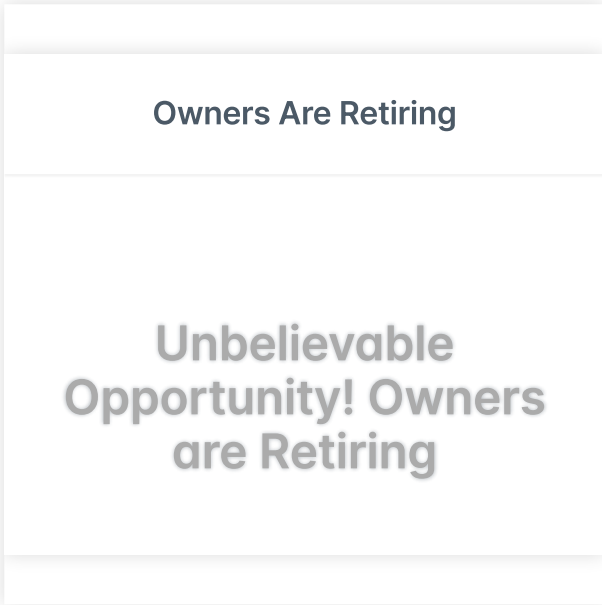 Owners Are Retiring
Unbelievable
Opportunity! Owners
are Retiring